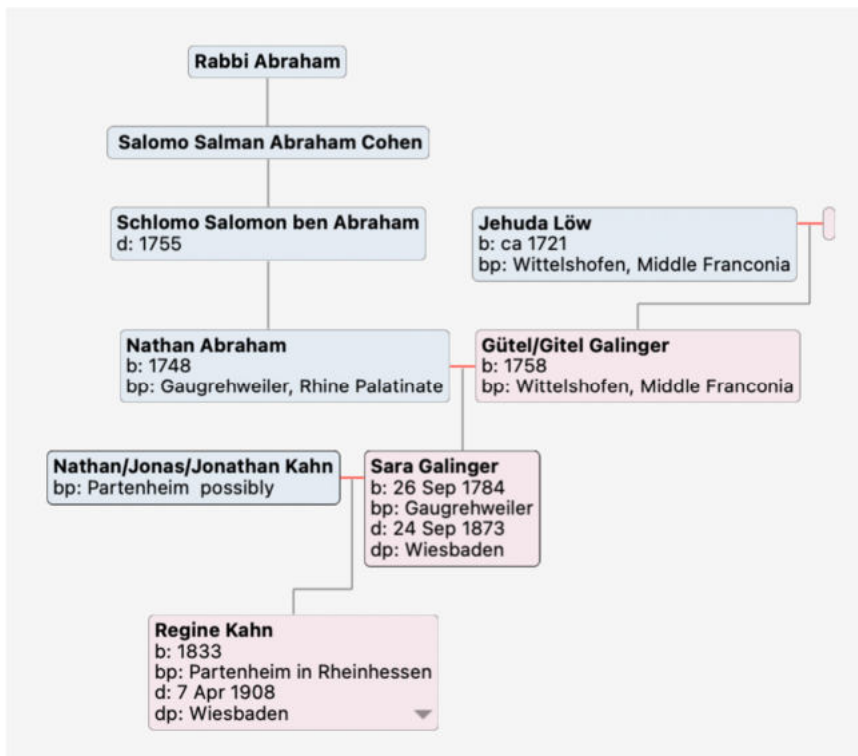 Rabbi Abraham
Salomo Salman Abraham Cohen
Schlomo Salomon ben Abraham
d: 1755
Jehuda Löw
b: ca 1721
bp: Wittelshofen, Middle Franconia
Nathan Abraham
b: 1748
bp: Gaugrehweiler, Rhine Palatinate
Gütel/Gitel Galinger
b: 1758
bp: Wittelshofen, Middle Franconia
Nathan/Jonas/Jonathan Kahn
bp: Partenheim possibly
Sara Galinger
b: 26 Sep 1784
bp: Gaugrehweiler
d: 24 Sep 1873
dp: Wiesbaden
Regine Kahn
b: 1833
bp: Partenheim in Rheinhessen
d: 7 Apr 1908
dp: Wiesbaden